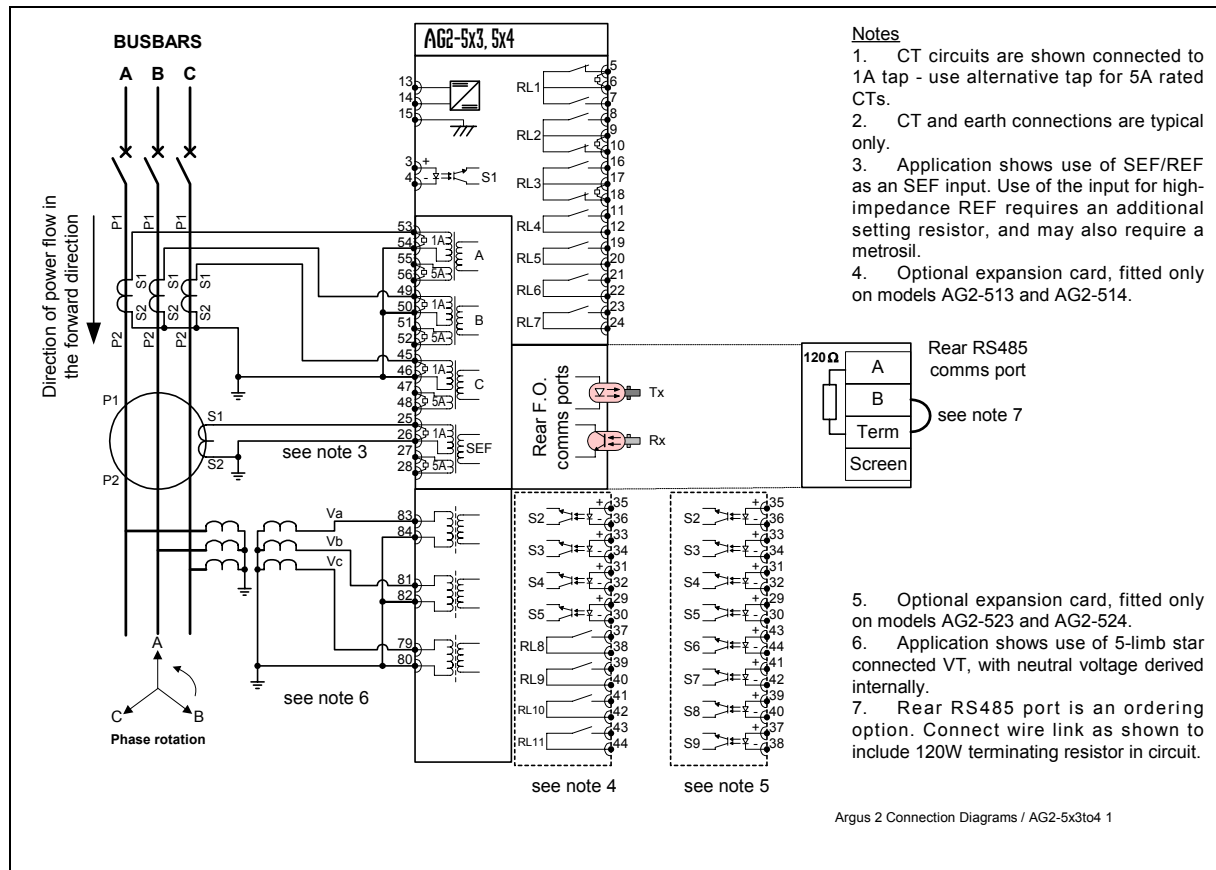 BUSBARS
A B C
Direction of power flow in
the forward direction
P1 P1 P1
S1 S1 S1
S2 S2 S2
P2 P2 P2
P1
S1
S2
P2
see note 3
Va
Vb
Vc
see note 6
A
C
B
Phase rotation
AG2-5x3, 5x4
13
14
15
3 +
4 -
S1
53
54 1A
55
56 5A
A
49
50 1A
51
52 5A
B
45
46 1A
47
48 5A
C
25
26 1A
27
28 5A
SEF
83
84
81
82
79
80
RL1
5
6
7
RL2
8
9
10
RL3
16
17
18
RL4
11
12
RL5
19
20
RL6
21
22
RL7
23
24
Rear F.O.
comms ports
Tx
Rx
S2 + 35
- 36
S3 + 33
- 34
S4 + 31
- 32
S5 + 29
- 30
RL8 37
38
RL9 39
40
RL10 41
42
RL11 43
44
see note 4
S2 + 35
- 36
S3 + 33
- 34
S4 + 31
- 32
S5 + 29
- 30
S6 + 43
- 44
S7 + 41
- 42
S8 + 39
- 40
S9 + 37
- 38
see note 5
120Ω
A
B
Term
Screen
Rear RS485
comms port
see note 7
Notes
1. CT circuits are shown connected to
1A tap - use alternative tap for 5A rated
CTs.
2. CT and earth connections are typical
only.
3. Application shows use of SEF/REF
as an SEF input. Use of the input for high-
impedance REF requires an additional
setting resistor, and may also require a
metrosil.
4. Optional expansion card, fitted only
on models AG2-513 and AG2-514.
5. Optional expansion card, fitted only
on models AG2-523 and AG2-524.
6. Application shows use of 5-limb star
connected VT, with neutral voltage derived
internally.
7. Rear RS485 port is an ordering
option. Connect wire link as shown to
include 120W terminating resistor in circuit.
Argus 2 Connection Diagrams / AG2-5x3to4 1